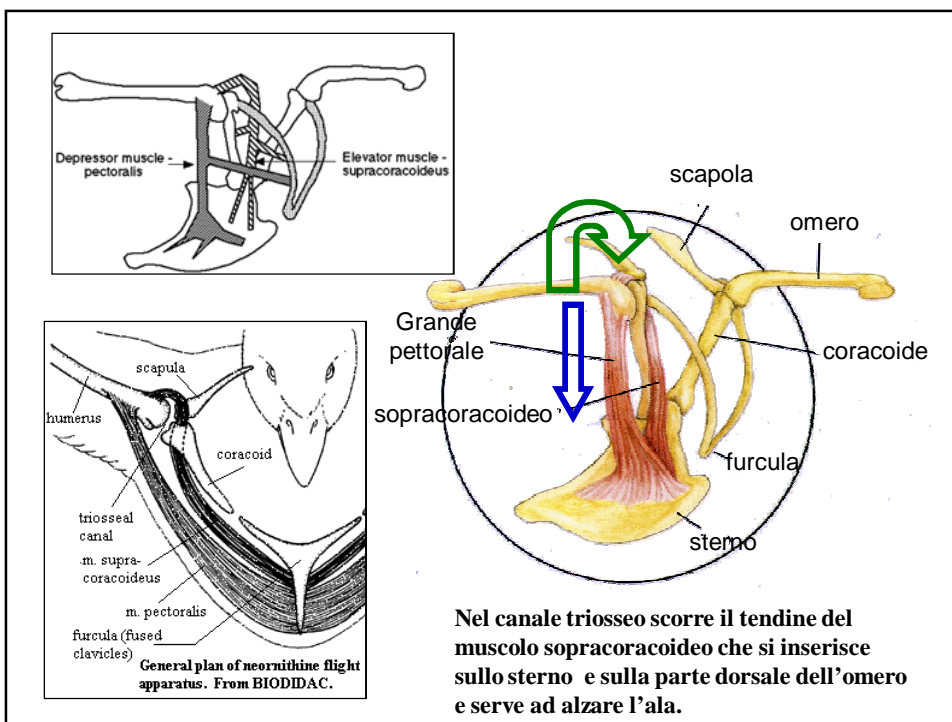 Depressor muscle -
pectoralis
Elevator muscle -
supracoracoideus
scapula
humerus
coracoid
triosseal
canal
m. supra-
coracoideus
m. pectoralis
furcula (fused
clavicles)
General plan of neornithine flight
apparatus. From BIODIDAC.
scapola
omero
Grande
pettorale
coracoide
sopracoracoideo
furcula
sterno
Nel canale triosseo scorre il tendine del
muscolo sopracoracoideo che si inserisce
sullo sterno e sulla parte dorsale dell'omero
e serve ad alzare l'ala.